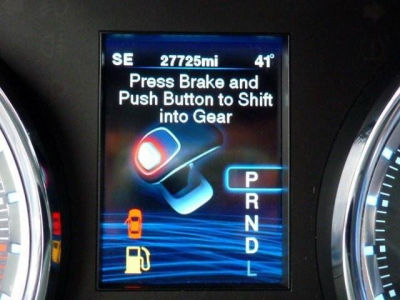 SE 27725mi 41°
Press Brake and
Push Button to Shift
into Gear
P
R
N
D
L